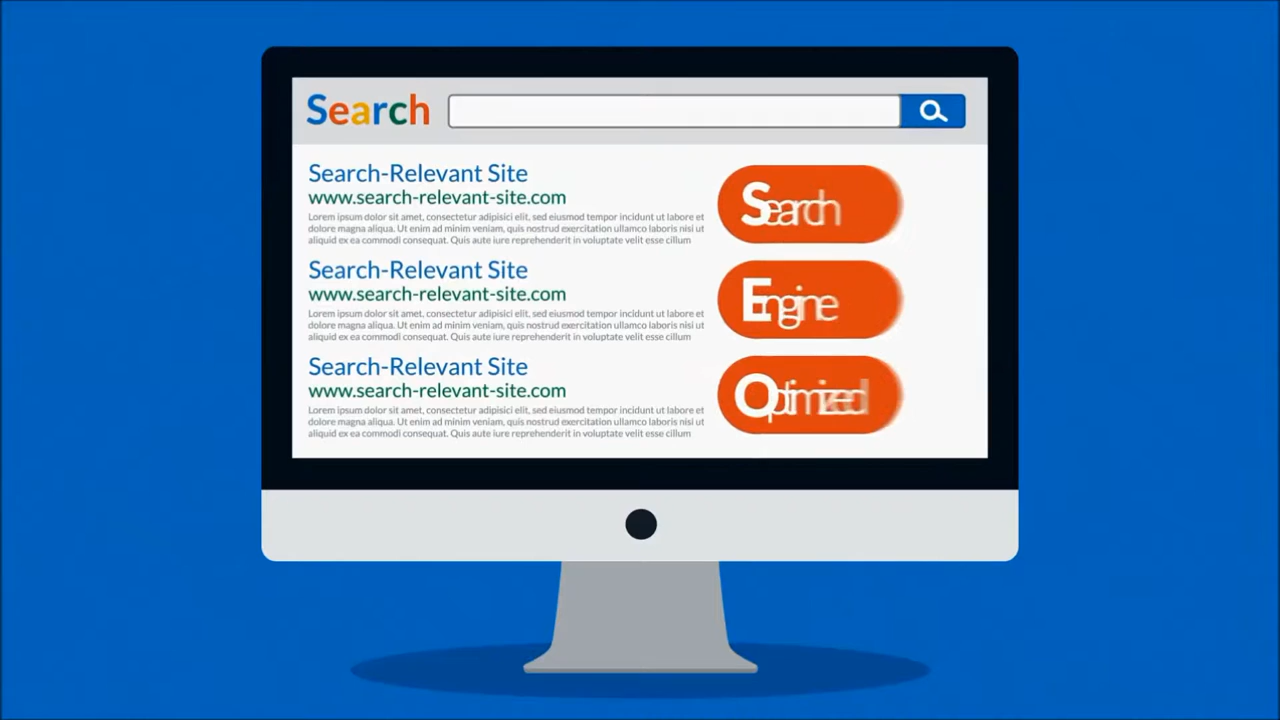 Search
Search-Relevant Site
www.search-relevant-site.com
Lorem ipsum dolor sit amet, consectetur adipisici elit, sed eiusmod tempor incidunt ut labore et
dolore magna aliqua. Ut enim ad minim veniam, quis nostrud exercitation ullamco laboris nisi ut
aliquid ex ea commodi consequat. Quis aute iure reprehenderit in voluptate velit esse cillum
Search-Relevant Site
www.search-relevant-site.com
Lorem ipsum dolor sit amet, consectetur adipisici elit, sed eiusmod tempor incidunt ut labore et
dolore magna aliqua. Ut enim ad minim veniam, quis nostrud exercitation ullamco laboris nisi ut
aliquid ex ea commodi consequat. Quis aute iure reprehenderit in voluptate velit esse cillum
Search-Relevant Site
www.search-relevant-site.com
Lorem ipsum dolor sit amet, consectetur adipisici elit, sed eiusmod tempor incidunt ut labore et
dolore magna aliqua. Ut enim ad minim veniam, quis nostrud exercitation ullamco laboris nisi ut
aliquid ex ea commodi consequat. Quis aute iure reprehenderit in voluptate velit esse cillum
Search
Engine
Optimized